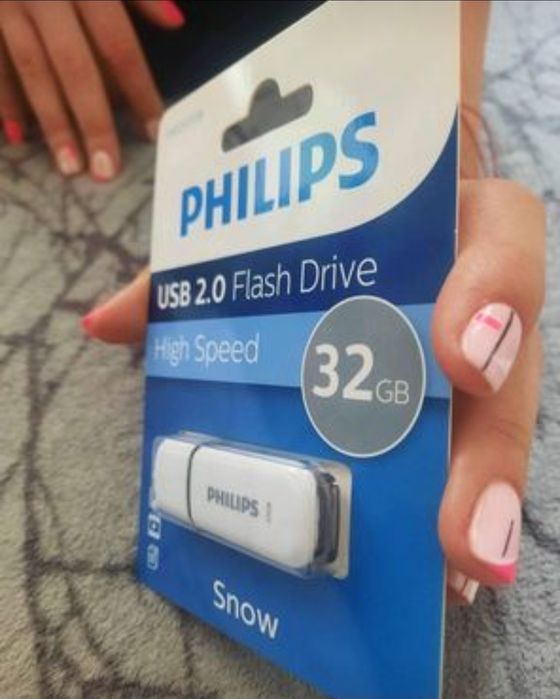 PHILIPS
USB 2.0 Flash Drive
High Speed
32GB
PHILIPS
Snow